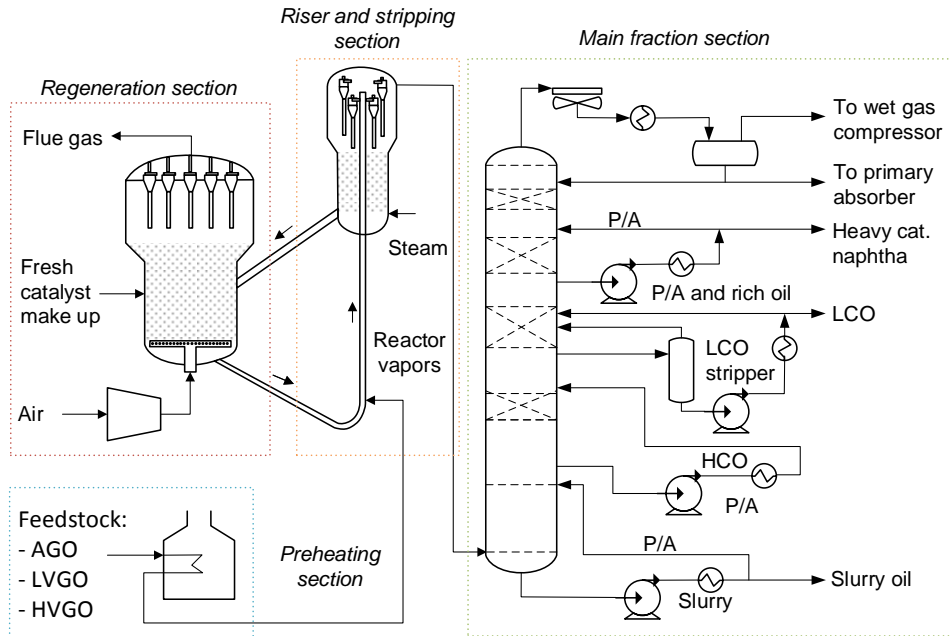 Riser and stripping
section
Main fraction section
Regeneration section
Flue gas
To wet gas
compressor
To primary
absorber
P/A
Heavy cat.
naphtha
Steam
Fresh
catalyst
make up
P/A and rich oil
LCO
Reactor
vapors
LCO
stripper
Air
HCO
P/A
Feedstock:
- AGO
- LVGO
- HVGO
Preheating
section
P/A
Slurry
Slurry oil